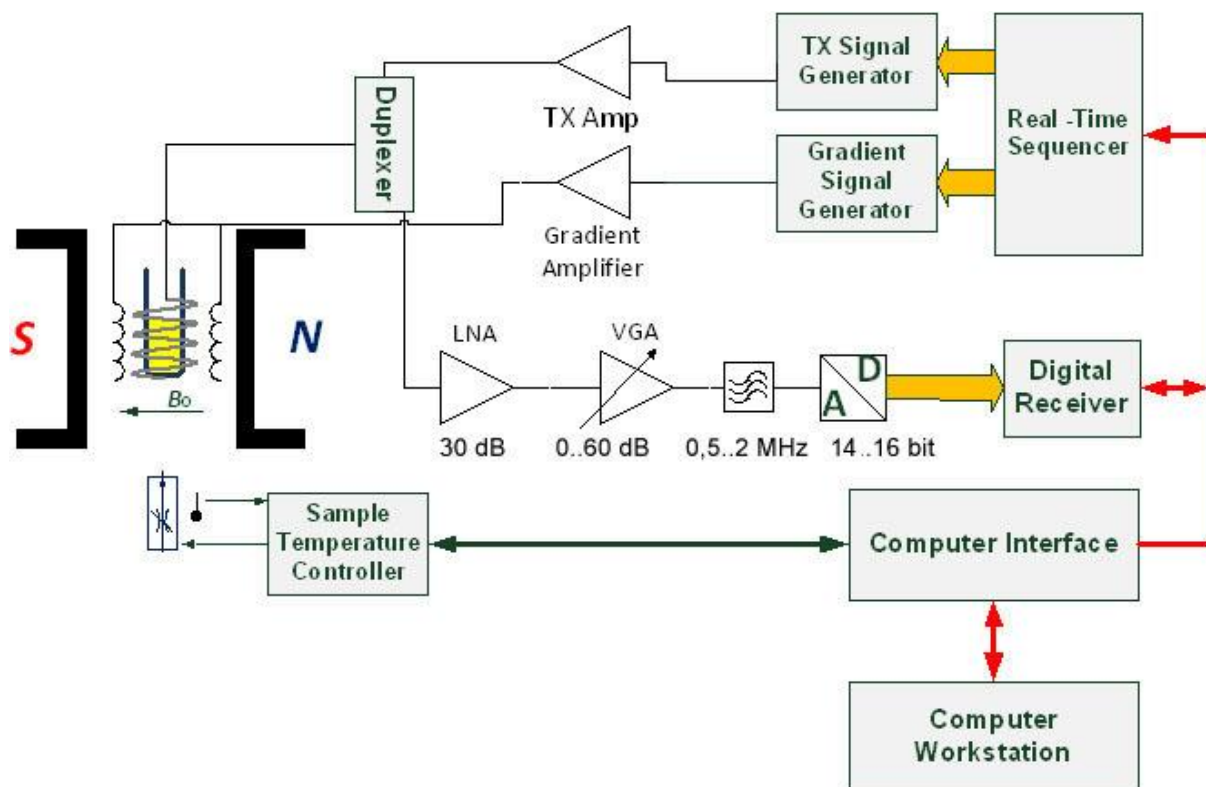 TX Signal
Generator
Real -Time
Sequencer
Duplexer
TX Amp
Gradient
Signal
Generator
Gradient
Amplifier
S
N
B0
LNA
VGA
D
A
Digital
Receiver
30 dB
0..60 dB
0,5..2 MHz
14..16 bit
Sample
Temperature
Controller
Computer Interface
Computer
Workstation